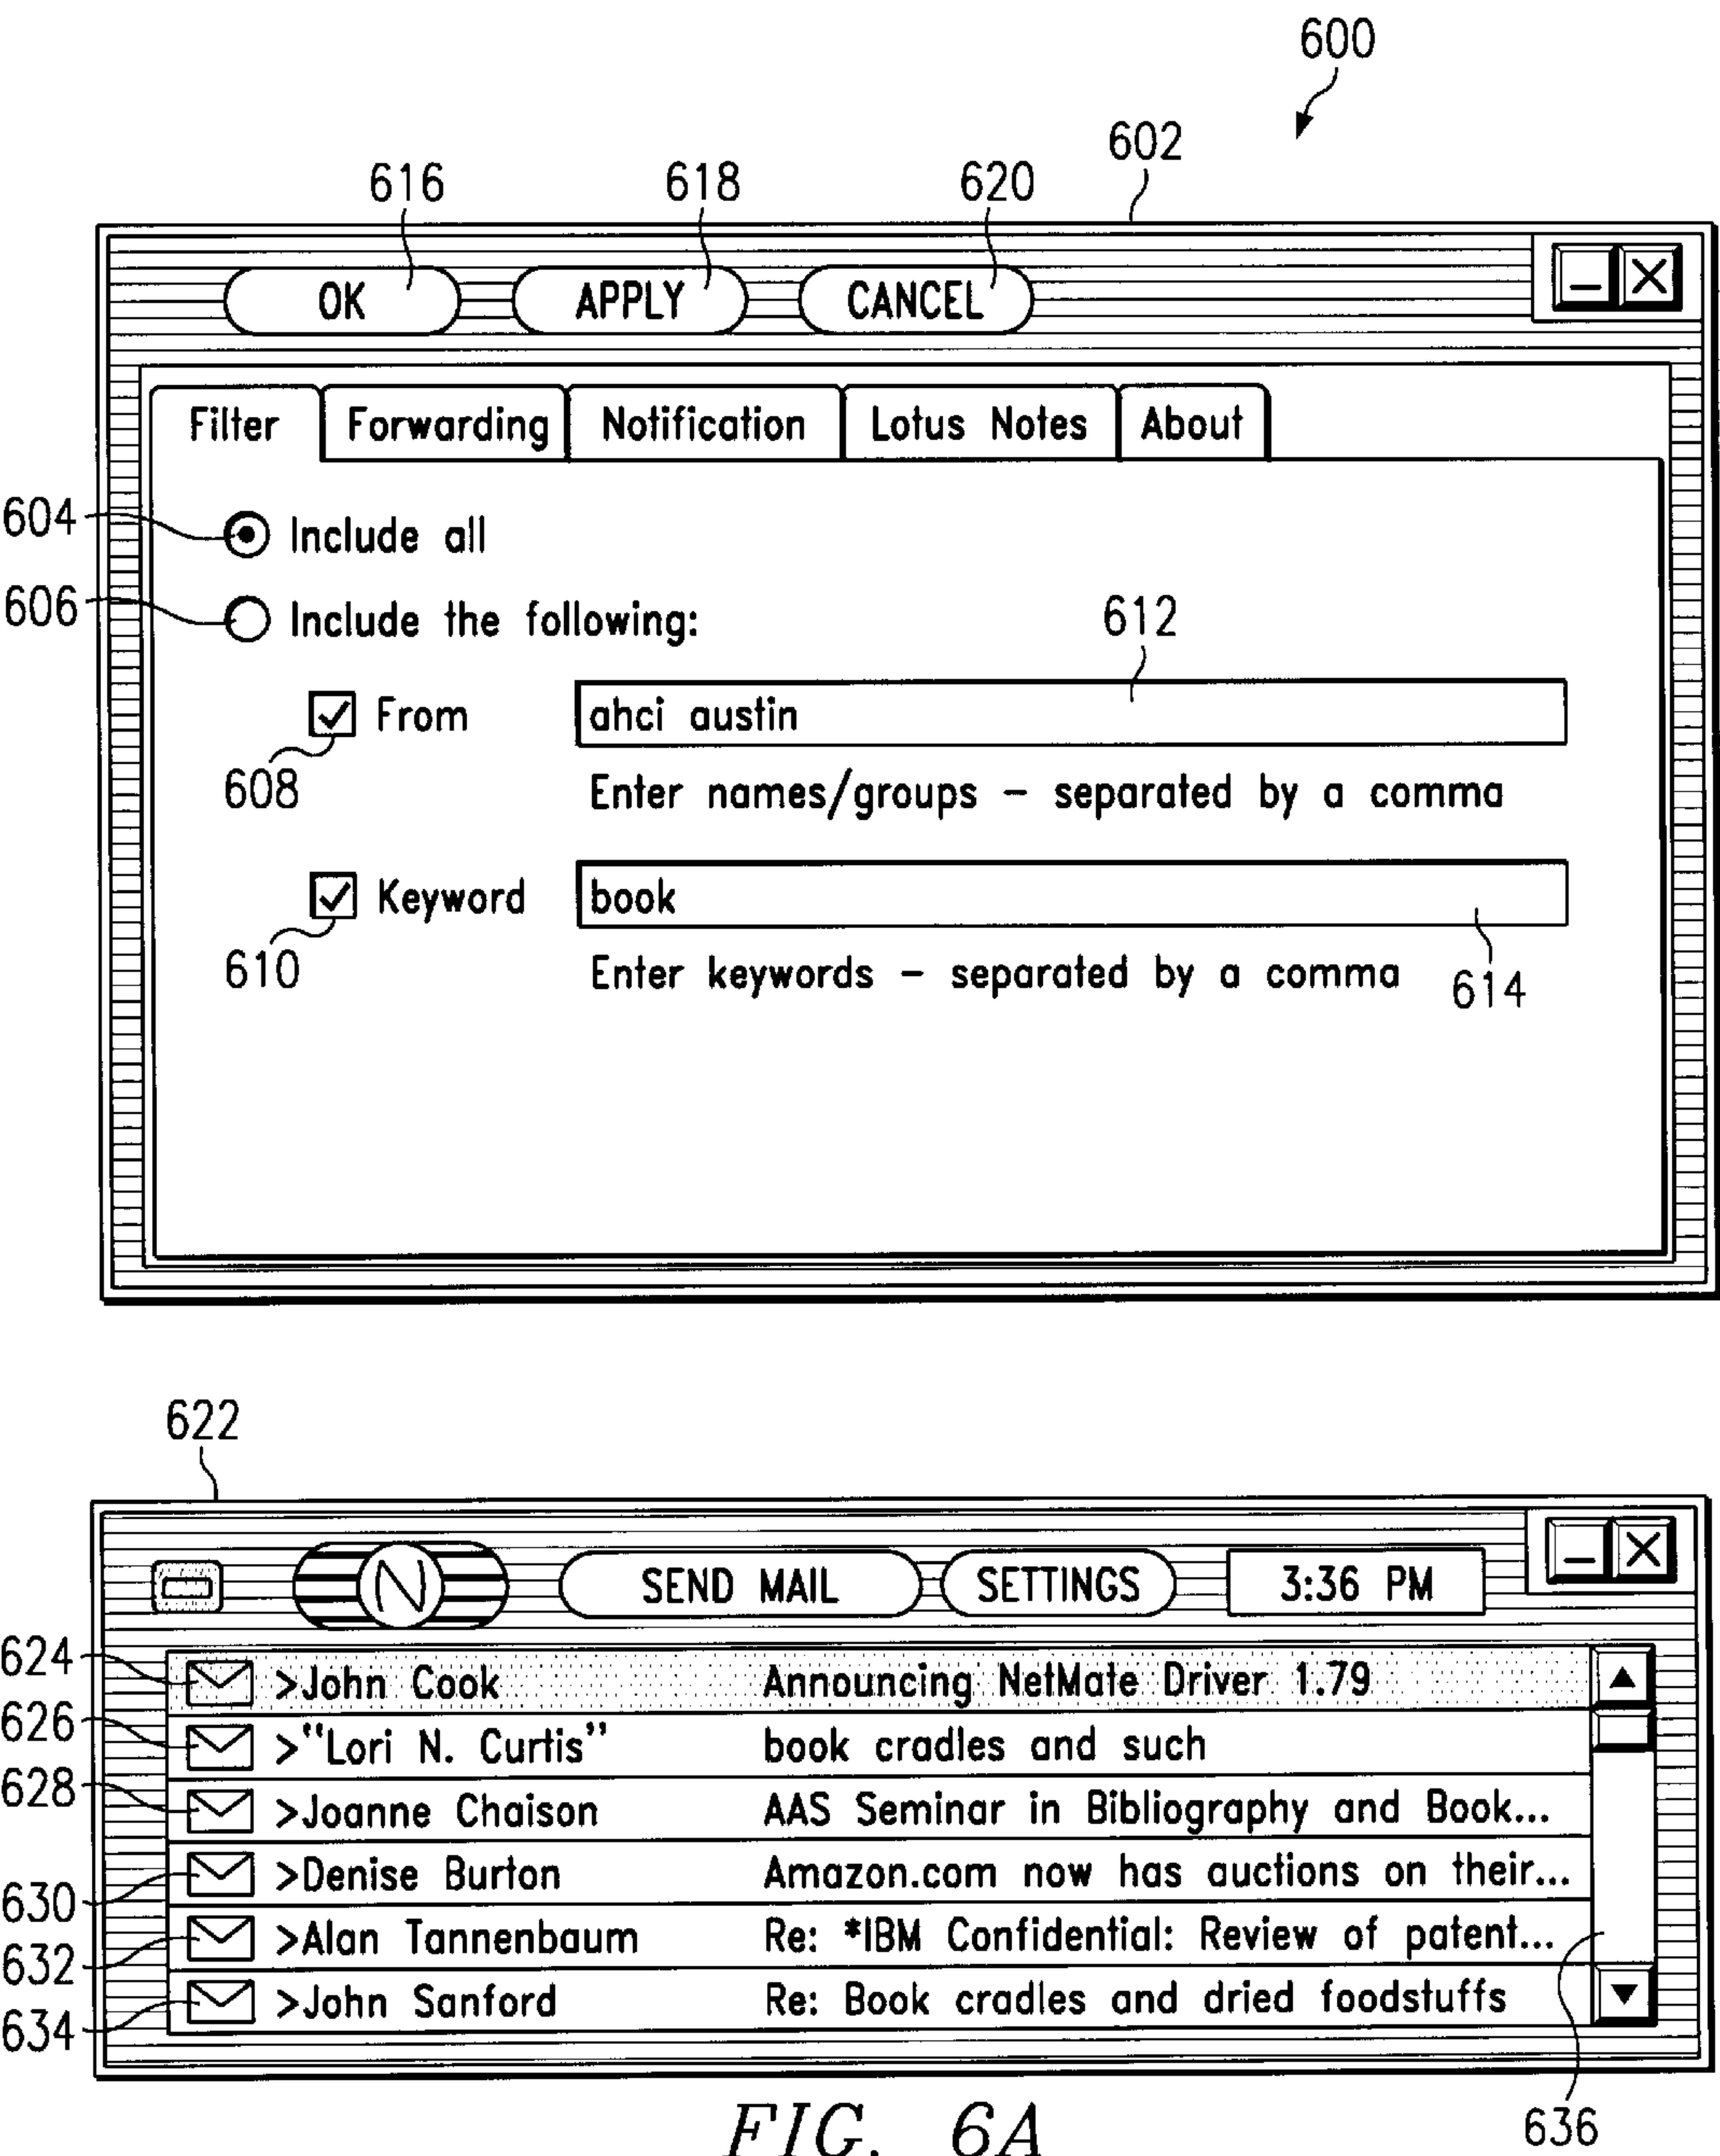 600
602
616 618 620
OK APPLY CANCEL
Filter Forwarding Notification Lotus Notes About
604 Include all
606 Include the following:
612
From ahci austin
608 Enter names/groups - separated by a comma
Keyword book
610 Enter keywords - separated by a comma 614
622
N SEND MAIL SETTINGS 3:36 PM
624 >John Cook Announcing NetMate Driver 1.79
626 >"Lori N. Curtis" book cradles and such
628 >Joanne Chaison AAS Seminar in Bibliography and Book...
630 >Denise Burton Amazon.com now has auctions on their...
632 >Alan Tannenbaum Re: *IBM Confidential: Review of patent...
634 >John Sanford Re: Book cradles and dried foodstuffs
636
FIG. 6A